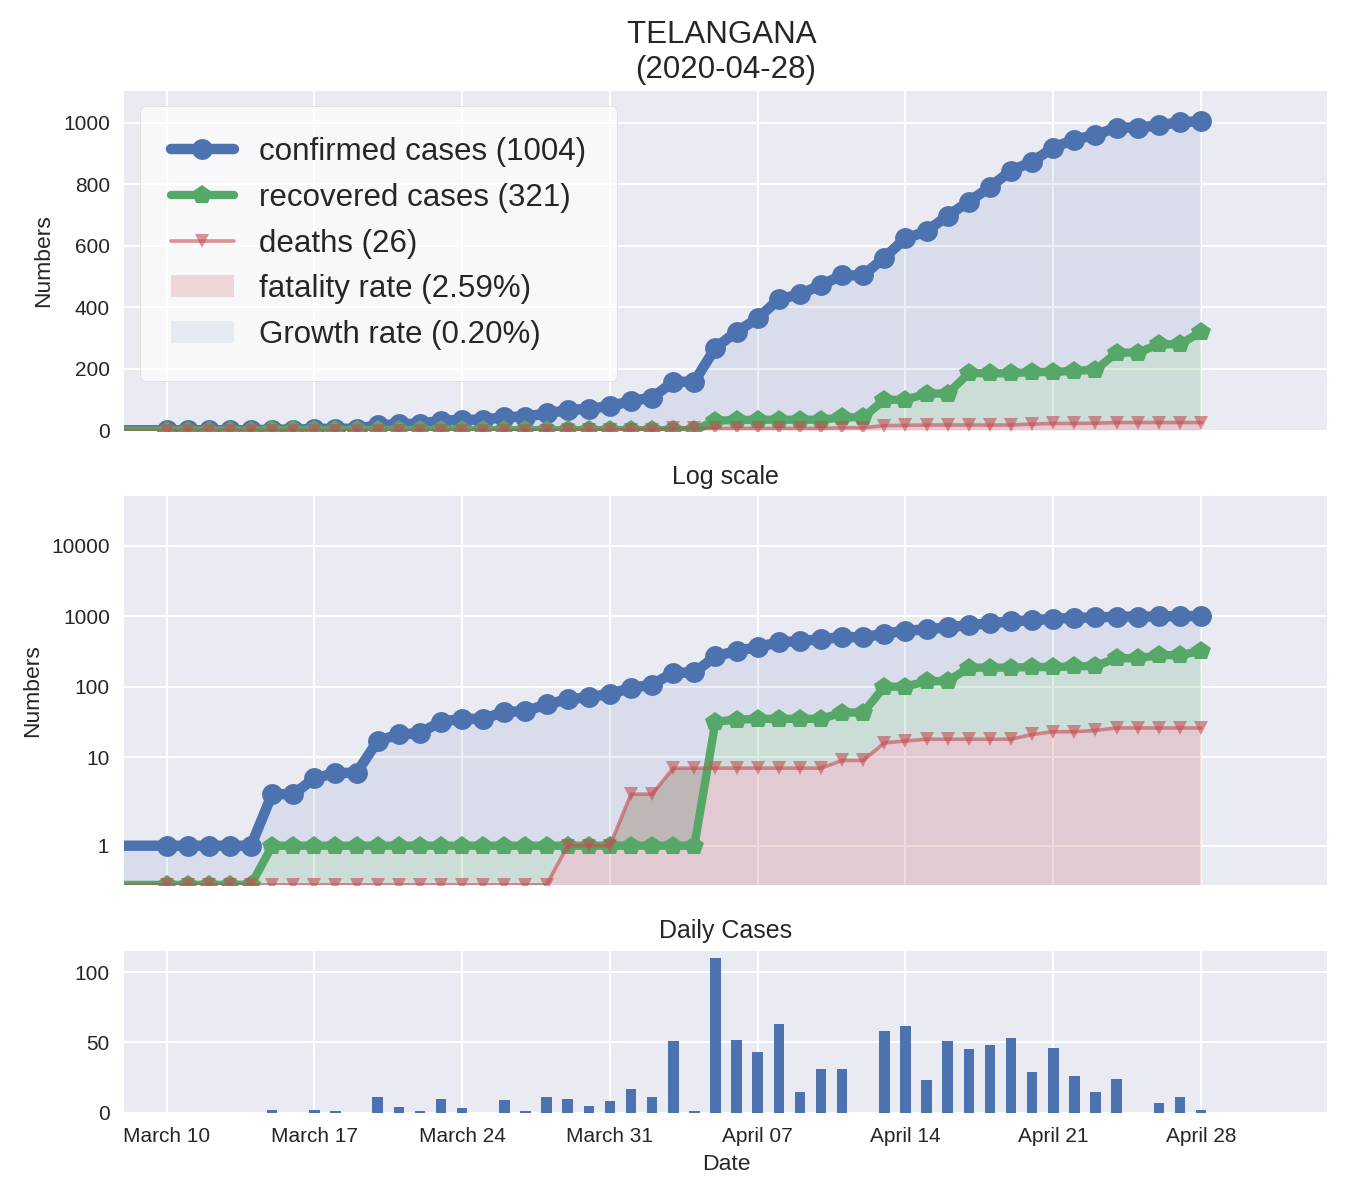 TELANGANA
(2020-04-28)
1000
800
600
400
200
0
Numbers
confirmed cases (1004)
recovered cases (321)
deaths (26)
fatality rate (2.59%)
Growth rate (0.20%)
Log scale
10000
1000
100
10
1
Numbers
Daily Cases
100
50
0
March 10 March 17 March 24 March 31 April 07 April 14 April 21 April 28
Date